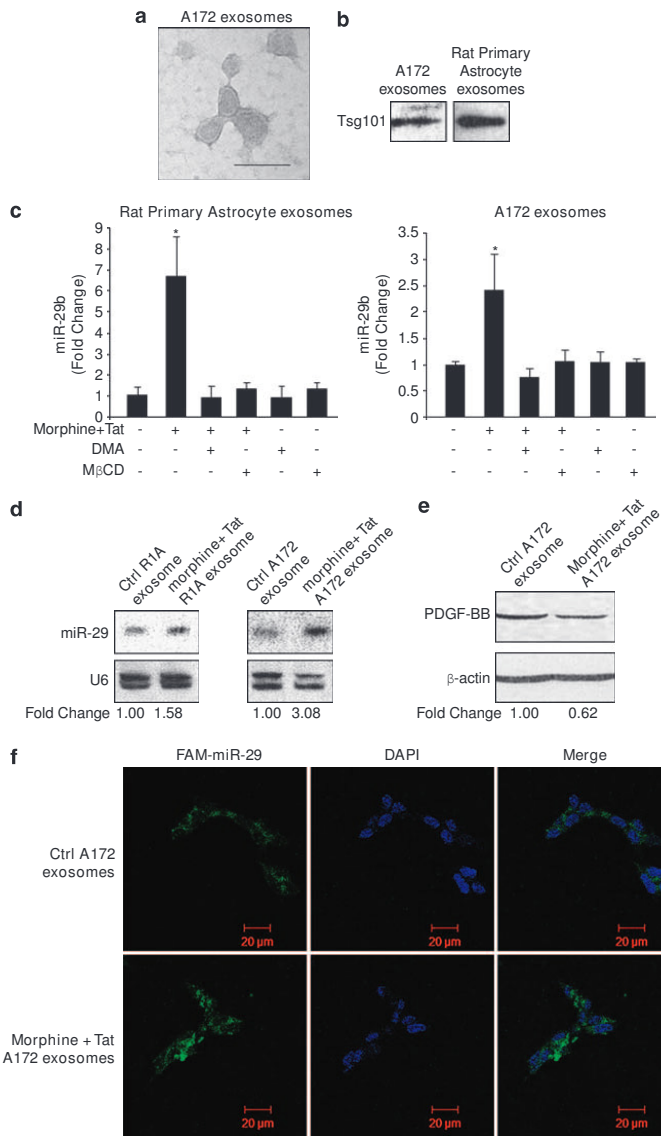 a
A172 exosomes
b
A172
exosomes
Rat Primary
Astrocyte
exosomes
Tsg101
c
Rat Primary Astrocyte exosomes
miR-29b
(Fold Change)
9
8
7
6
5
4
3
2
1
0
*
Morphine+Tat - + + + - -
DMA - - + - + -
MβCD - - - + - +
A172 exosomes
miR-29b
(Fold Change)
3.5
3
2.5
2
1.5
1
0.5
0
*
- + + + - -
- - + - + -
- - - + - +
d
Ctrl R1A
exosome
morphine+ Tat
R1A exosome
Ctrl A172
exosome
morphine+ Tat
A172 exosome
miR-29
U6
Fold Change 1.00 1.58 1.00 3.08
e
Ctrl A172
exosome
Morphine+ Tat
A172 exosome
PDGF-BB
β-actin
Fold Change 1.00 0.62
f
FAM-miR-29 DAPI Merge
Ctrl A172
exosomes
20 μm 20 μm 20 μm
Morphine + Tat
A172 exosomes
20 μm 20 μm 20 μm